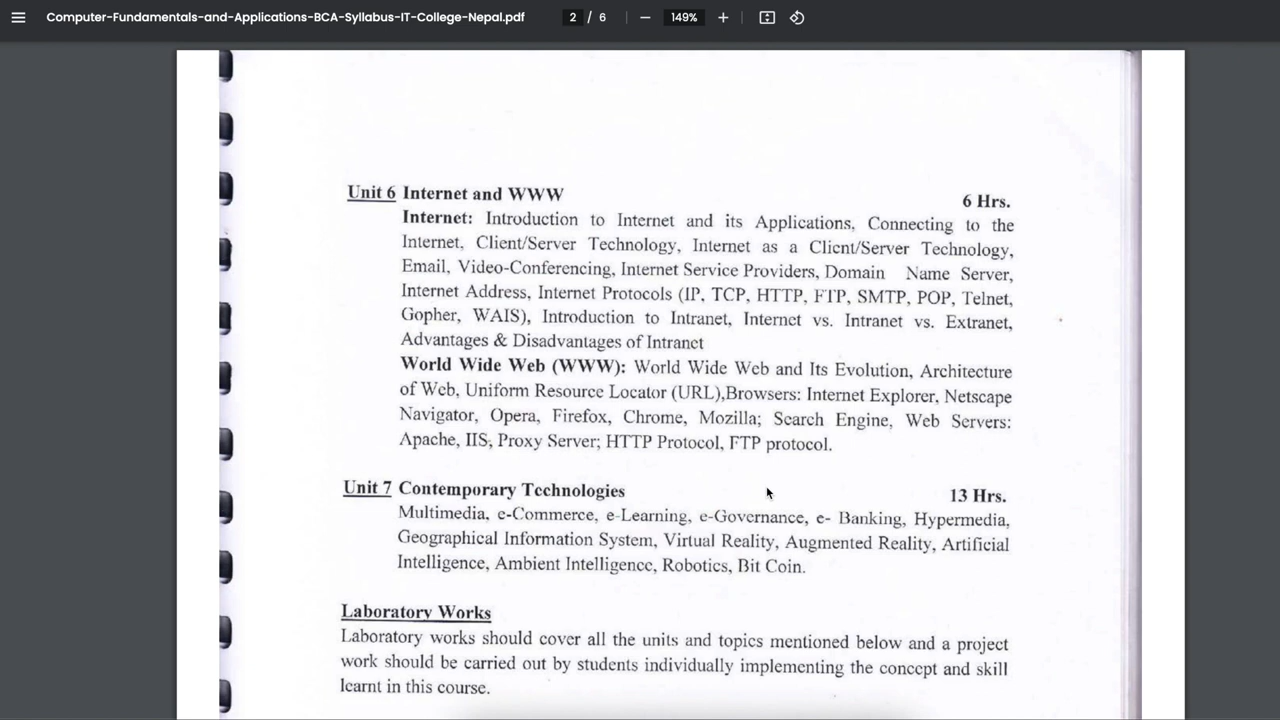 Computer-Fundamentals-and-Applications-BCA-Syllabus-IT-College-Nepal.pdf
2 / 6
149%
Unit 6 Internet and WWW 6 Hrs.
Internet: Introduction to Internet and its Applications, Connecting to the
Internet, Client/Server Technology, Internet as a Client/Server Technology,
Email, Video-Conferencing, Internet Service Providers, Domain Name Server,
Internet Address, Internet Protocols (IP, TCP, HTTP, FTP, SMTP, POP, Telnet,
Gopher, WAIS), Introduction to Intranet, Internet vs. Intranet vs. Extranet,
Advantages & Disadvantages of Intranet
World Wide Web (WWW): World Wide Web and Its Evolution, Architecture
of Web, Uniform Resource Locator (URL),Browsers: Internet Explorer, Netscape
Navigator, Opera, Firefox, Chrome, Mozilla; Search Engine, Web Servers:
Apache, IIS, Proxy Server; HTTP Protocol, FTP protocol.
Unit 7 Contemporary Technologies 13 Hrs.
Multimedia, e-Commerce, e-Learning, e-Governance, e- Banking, Hypermedia,
Geographical Information System, Virtual Reality, Augmented Reality, Artificial
Intelligence, Ambient Intelligence, Robotics, Bit Coin.
Laboratory Works
Laboratory works should cover all the units and topics mentioned below and a project
work should be carried out by students individually implementing the concept and skill
learnt in this course.